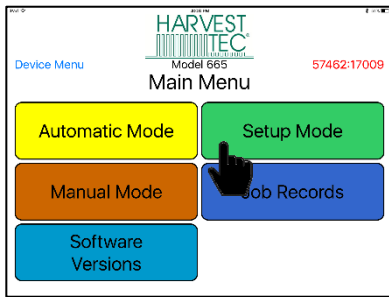 HARVEST
TEC
Device Menu
Model 665
57462:17009
Main Menu
Automatic Mode
Setup Mode
Manual Mode
Job Records
Software
Versions